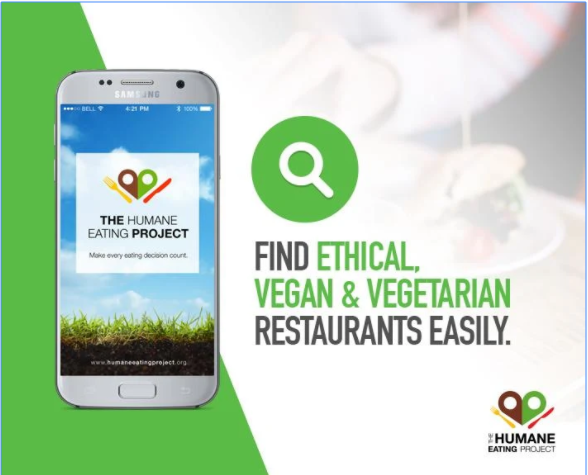 SAMSUNG
BELL 4:21 PM 100%
THE HUMANE
EATING PROJECT
Make every eating decision count.
www.humaneeatingproject.org
FIND ETHICAL,
VEGAN & VEGETARIAN
RESTAURANTS EASILY.
THE HUMANE
EATING PROJECT